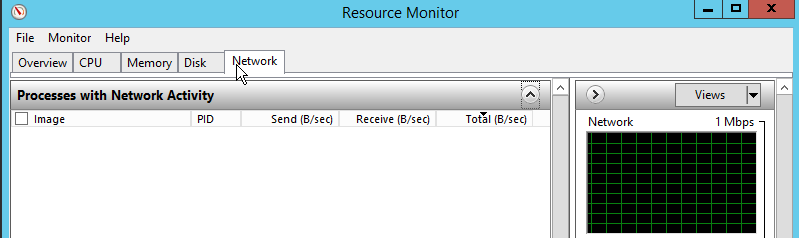 Resource Monitor
File Monitor Help
Overview CPU Memory Disk Network
Processes with Network Activity
Views
Image PID Send (B/sec) Receive (B/sec) Total (B/sec)
Network 1 Mbps